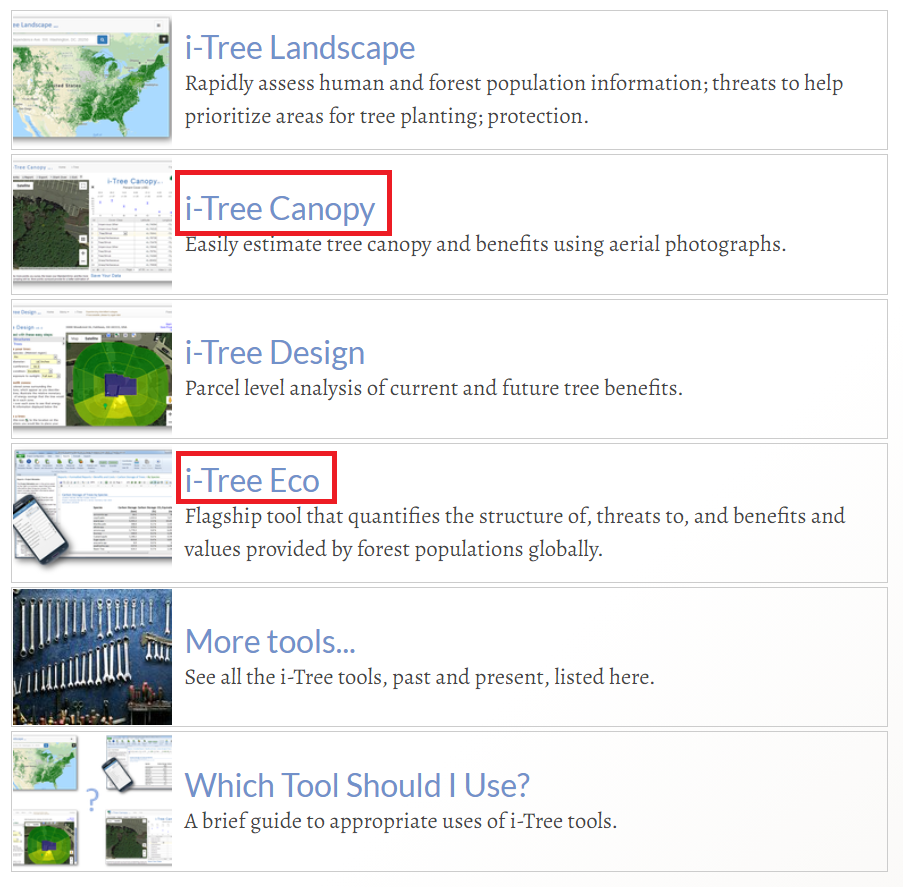 i-Tree Landscape
Rapidly assess human and forest population information; threats to help
prioritize areas for tree planting; protection.
i-Tree Canopy
Easily estimate tree canopy and benefits using aerial photographs.
i-Tree Design
Parcel level analysis of current and future tree benefits.
i-Tree Eco
Flagship tool that quantifies the structure of, threats to, and benefits and
values provided by forest populations globally.
More tools...
See all the i-Tree tools, past and present, listed here.
?
Which Tool Should I Use?
A brief guide to appropriate uses of i-Tree tools.